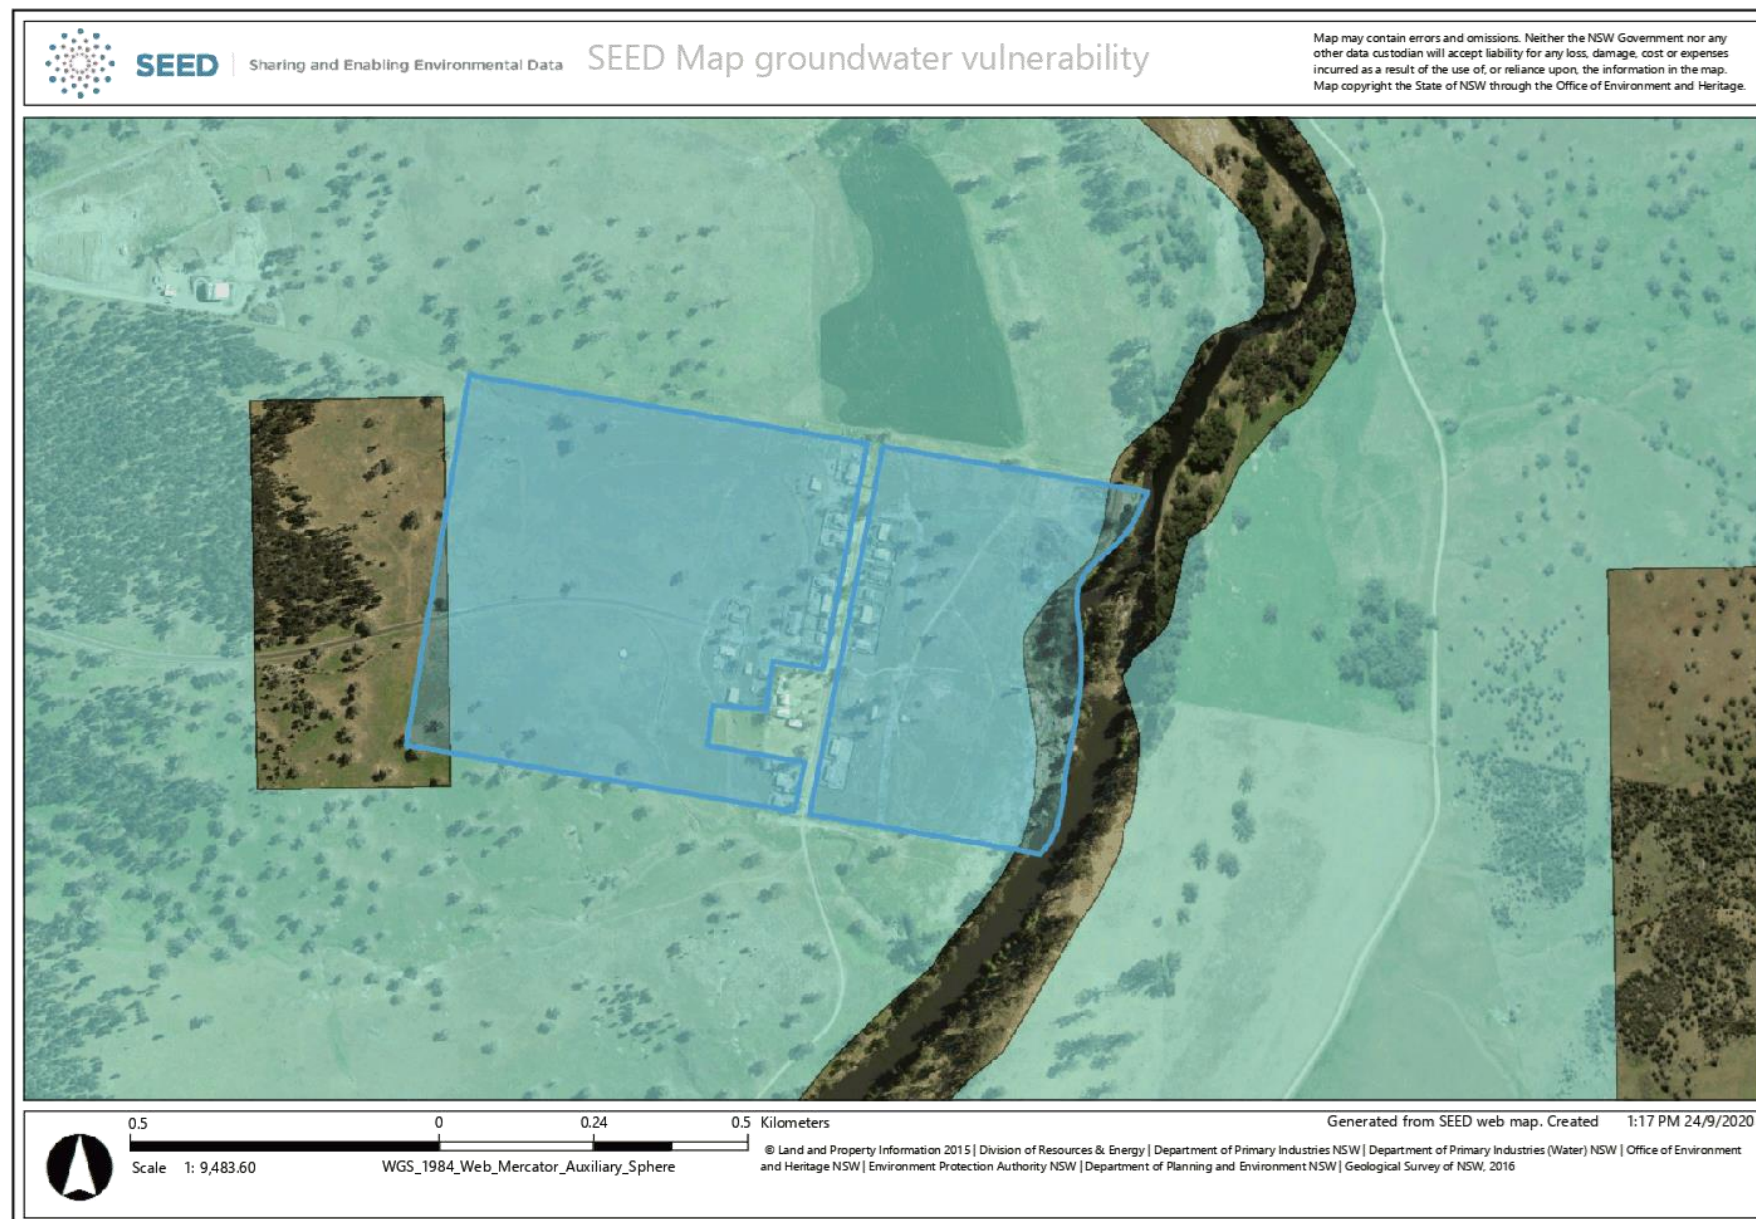 SEED
Sharing and Enabling Environmental Data
SEED Map groundwater vulnerability
Map may contain errors and omissions. Neither the NSW Government nor any
other data custodian will accept liability for any loss, damage, cost or expenses
incurred as a result of the use of, or reliance upon, the information in the map.
Map copyright the State of NSW through the Office of Environment and Heritage.
0.5 0 0.24 0.5 Kilometers
Scale 1: 9,483.60
WGS_1984_Web_Mercator_Auxiliary_Sphere
Generated from SEED web map. Created 1:17 PM 24/9/2020
© Land and Property Information 2015 | Division of Resources & Energy | Department of Primary Industries NSW | Department of Primary Industries (Water) NSW | Office of Environment
and Heritage NSW | Environment Protection Authority NSW | Department of Planning and Environment NSW | Geological Survey of NSW, 2016